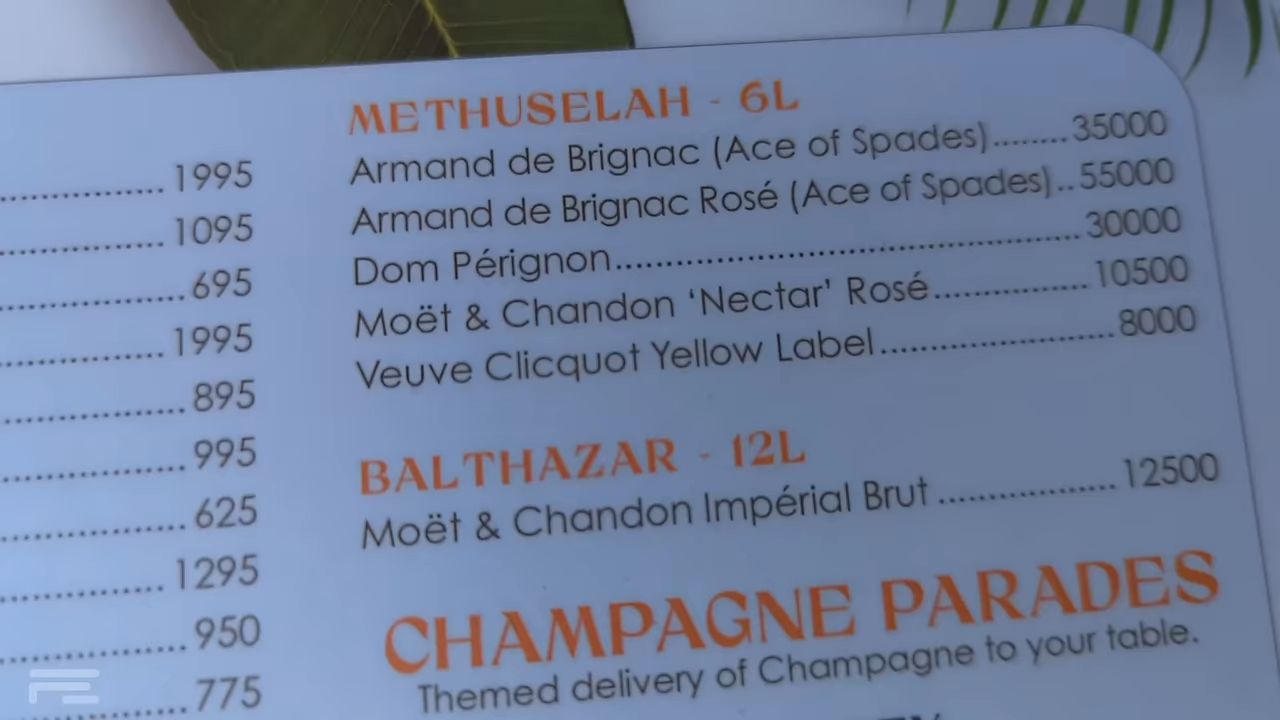 ........................ 1995
........................ 1095
........................ 695
........................ 1995
........................ 895
........................ 995
........................ 625
........................ 1295
........................ 950
........................ 775
METHUSELAH - 6L
Armand de Brignac (Ace of Spades)........35000
Armand de Brignac Rosé (Ace of Spades)..55000
Dom Pérignon................................................30000
Moët & Chandon ‘Nectar’ Rosé................10500
Veuve Clicquot Yellow Label........................8000
BALTHAZAR - 12L
Moët & Chandon Impérial Brut ..................12500
CHAMPAGNE PARADES
Themed delivery of Champagne to your table.